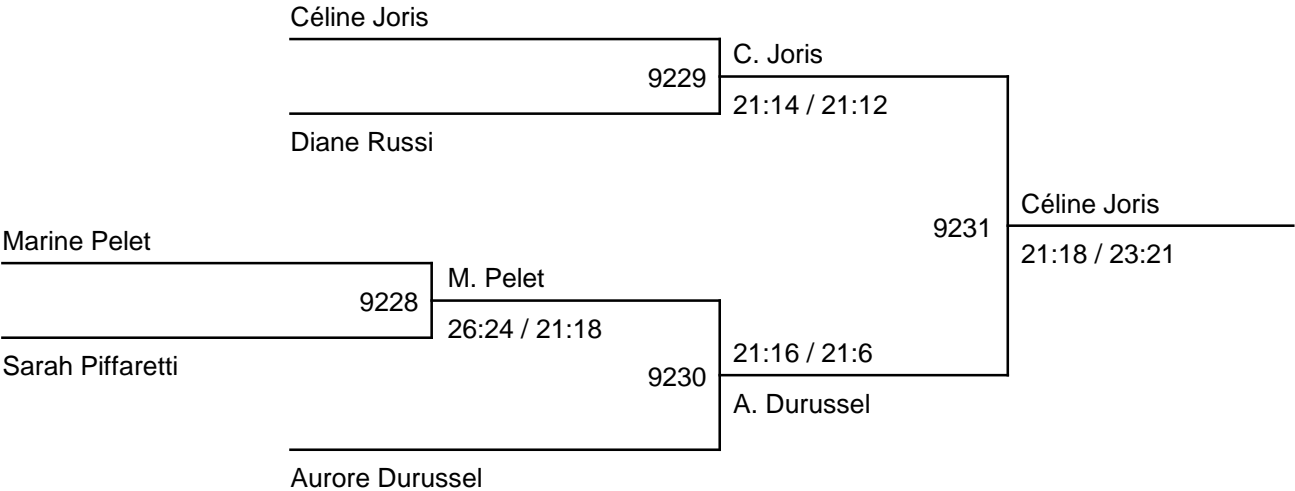 Céline Joris
C. Joris
9229
21:14 / 21:12
Diane Russi
Céline Joris
9231
Marine Pelet
21:18 / 23:21
M. Pelet
9228
26:24 / 21:18
21:16 / 21:6
Sarah Piffaretti
9230
A. Durussel
Aurore Durussel